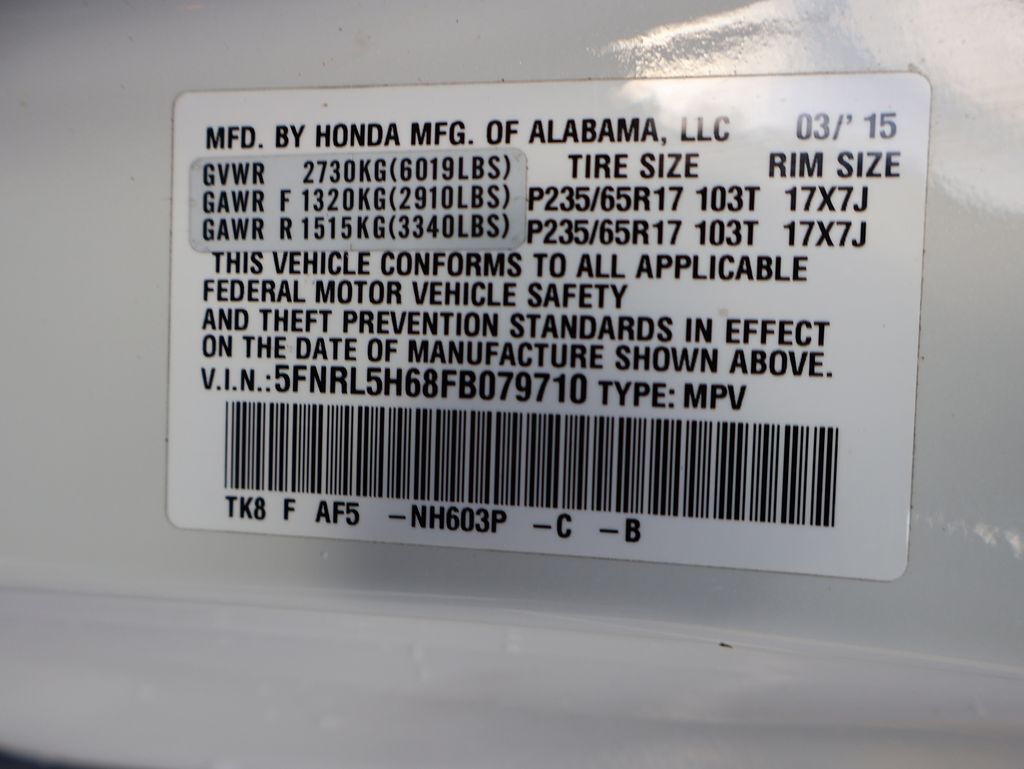 MFD. BY HONDA MFG. OF ALABAMA, LLC 03/' 15
GVWR 2730KG(6019LBS) TIRE SIZE RIM SIZE
GAWR F 1320KG(2910LBS) P235/65R17 103T 17X7J
GAWR R 1515KG(3340LBS) P235/65R17 103T 17X7J
THIS VEHICLE CONFORMS TO ALL APPLICABLE
FEDERAL MOTOR VEHICLE SAFETY
AND THEFT PREVENTION STANDARDS IN EFFECT
ON THE DATE OF MANUFACTURE SHOWN ABOVE.
V.I.N.: 5FNRL5H68FB079710 TYPE: MPV
TK8 F AF5 -NH603P -C -B